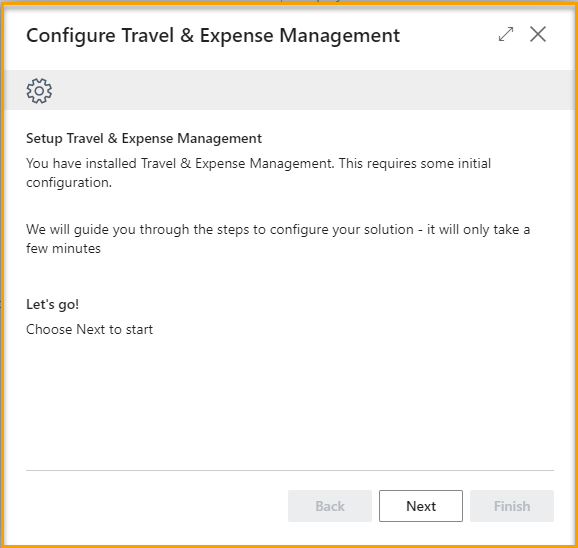 Configure Travel & Expense Management
Setup Travel & Expense Management
You have installed Travel & Expense Management. This requires some initial
configuration.
We will guide you through the steps to configure your solution - it will only take a
few minutes
Let's go!
Choose Next to start
Back
Next
Finish